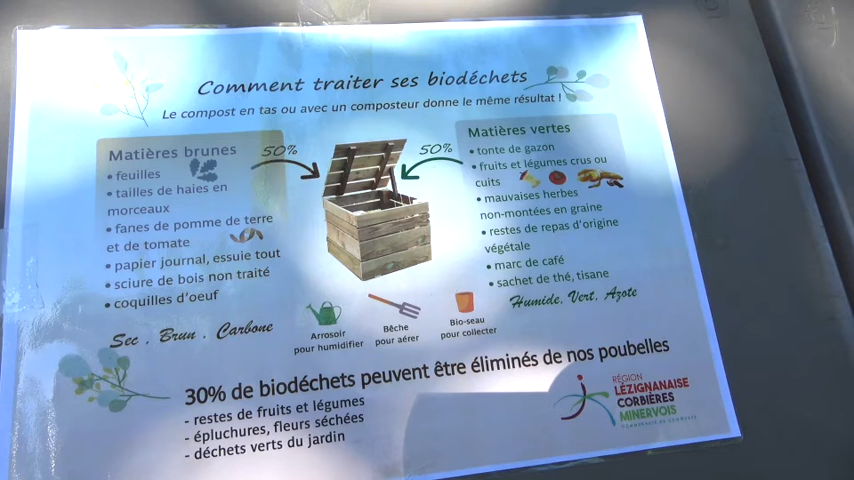 Comment traiter ses biodéchets
Le compost en tas ou avec un composteur donne le même résultat !
Matières brunes
• feuilles
• tailles de haies en
morceaux
• fanes de pomme de terre
et de tomate
• papier journal, essuie tout
• sciure de bois non traité
• coquilles d'oeuf
Sec . Brun . Carbone
50%
50%
Matières vertes
• tonte de gazon
• fruits et légumes crus ou
cuits
• mauvaises herbes
non-montées en graine
• restes de repas d'origine
végétale
• marc de café
• sachet de thé, tisane
Humide, Vert, Azote
Arrosoir
pour humidifier
Bêche
pour aérer
Bio-seau
pour collecter
30% de biodéchets peuvent être éliminés de nos poubelles
- restes de fruits et légumes
- épluchures, fleurs séchées
- déchets verts du jardin
RÉGION
LÉZIGNANAISE
CORBIÈRES
MINERVOIS
COMMUNAUTÉ DE COMMUNES